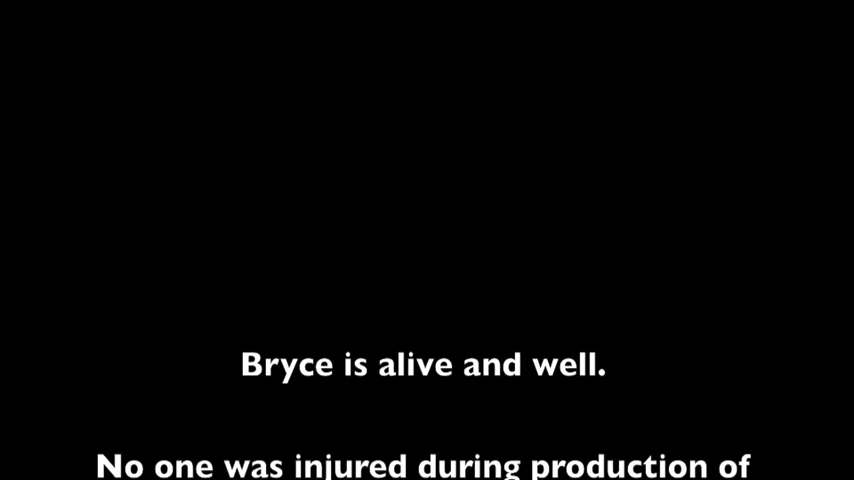 Bryce is alive and well.
No one was injured during production of